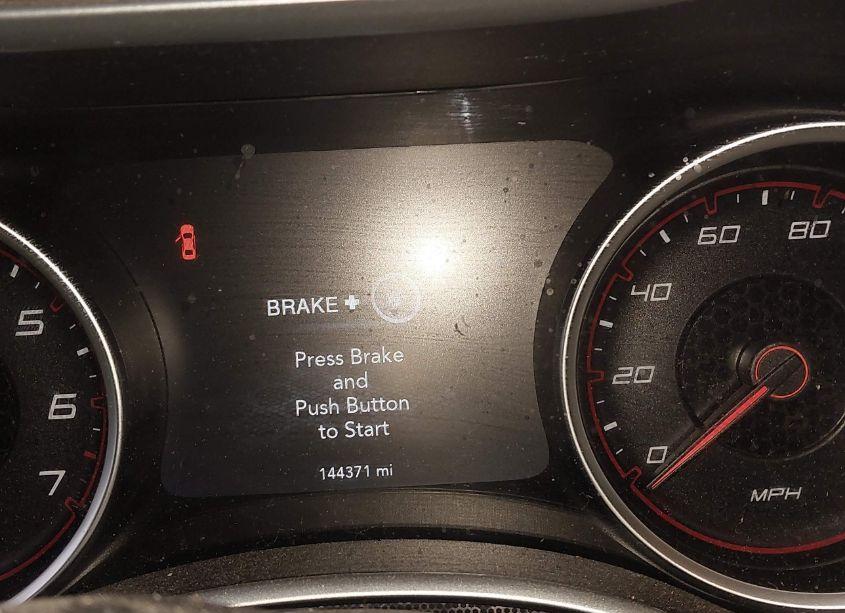 BRAKE +
Press Brake
and
Push Button
to Start
144371 mi
5
6
7
0
20
40
60
80
MPH